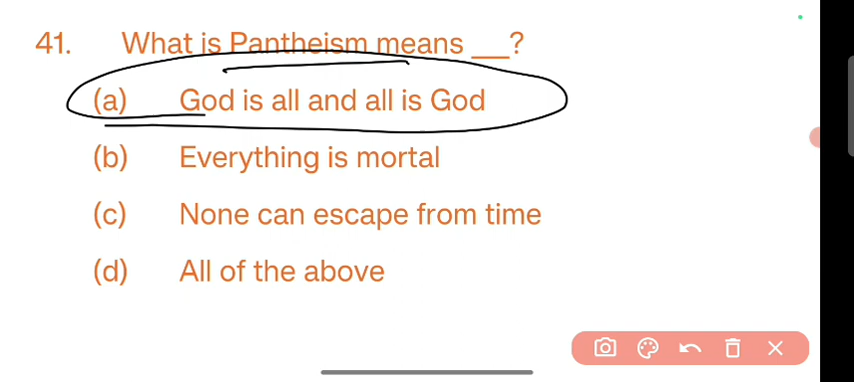 41. What is Pantheism means __?
(a) God is all and all is God
(b) Everything is mortal
(c) None can escape from time
(d) All of the above